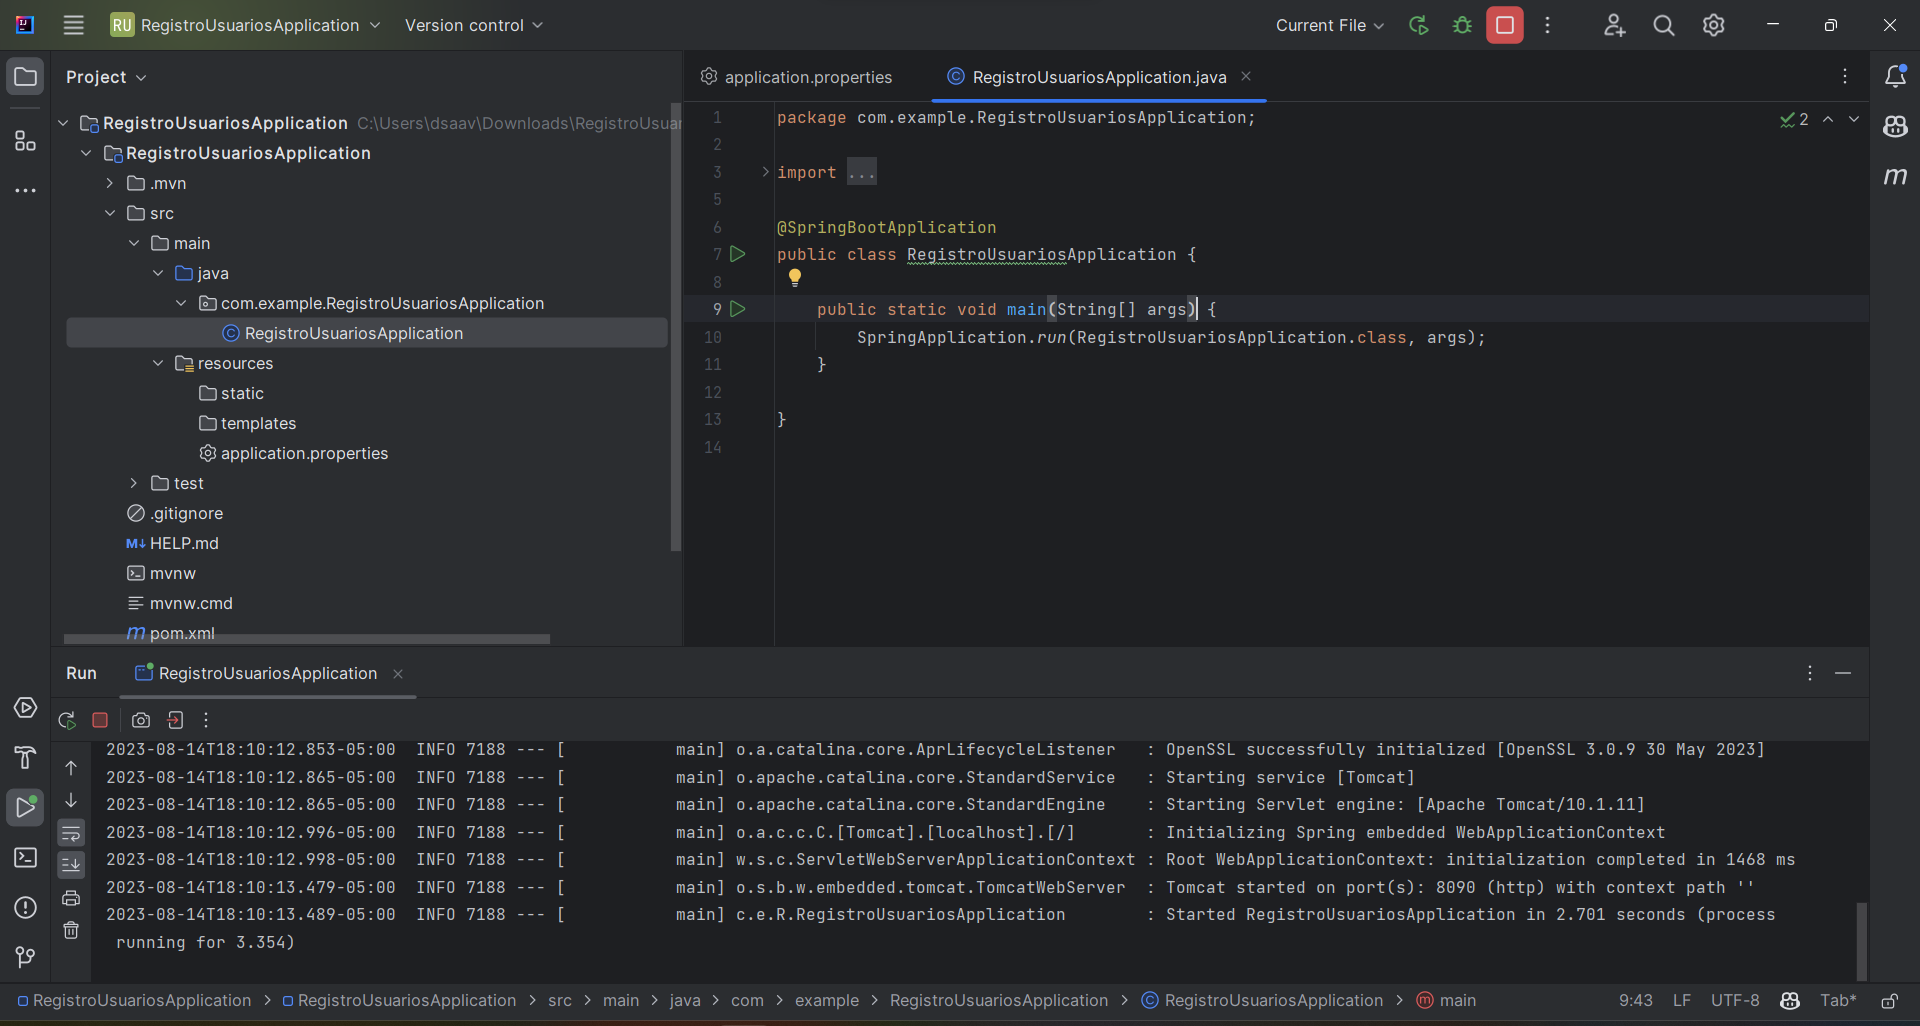 RU RegistroUsuariosApplication Version control Current File
Project
RegistroUsuariosApplication C:\Users\dsaav\Downloads\RegistroUsuar
RegistroUsuariosApplication
.mvn
src
main
java
com.example.RegistroUsuariosApplication
RegistroUsuariosApplication
resources
static
templates
application.properties
test
.gitignore
M↓ HELP.md
mvnw
mvnw.cmd
m pom.xml
application.properties RegistroUsuariosApplication.java
1 package com.example.RegistroUsuariosApplication;
2
3 import ...
5
6 @SpringBootApplication
7 public class RegistroUsuariosApplication {
8
9 public static void main(String[] args) {
10 SpringApplication.run(RegistroUsuariosApplication.class, args);
11 }
12
13 }
14
2
m
Run RegistroUsuariosApplication
2023-08-14T18:10:12.853-05:00 INFO 7188 --- [ main] o.a.catalina.core.AprLifecycleListener : OpenSSL successfully initialized [OpenSSL 3.0.9 30 May 2023]
2023-08-14T18:10:12.865-05:00 INFO 7188 --- [ main] o.apache.catalina.core.StandardService : Starting service [Tomcat]
2023-08-14T18:10:12.865-05:00 INFO 7188 --- [ main] o.apache.catalina.core.StandardEngine : Starting Servlet engine: [Apache Tomcat/10.1.11]
2023-08-14T18:10:12.996-05:00 INFO 7188 --- [ main] o.a.c.c.C.[Tomcat].[localhost].[/] : Initializing Spring embedded WebApplicationContext
2023-08-14T18:10:12.998-05:00 INFO 7188 --- [ main] w.s.c.ServletWebServerApplicationContext : Root WebApplicationContext: initialization completed in 1468 ms
2023-08-14T18:10:13.479-05:00 INFO 7188 --- [ main] o.s.b.w.embedded.tomcat.TomcatWebServer : Tomcat started on port(s): 8090 (http) with context path ''
2023-08-14T18:10:13.489-05:00 INFO 7188 --- [ main] c.e.R.RegistroUsuariosApplication : Started RegistroUsuariosApplication in 2.701 seconds (process
running for 3.354)
RegistroUsuariosApplication > RegistroUsuariosApplication > src > main > java > com > example > RegistroUsuariosApplication > RegistroUsuariosApplication > main 9:43 LF UTF-8 Tab*